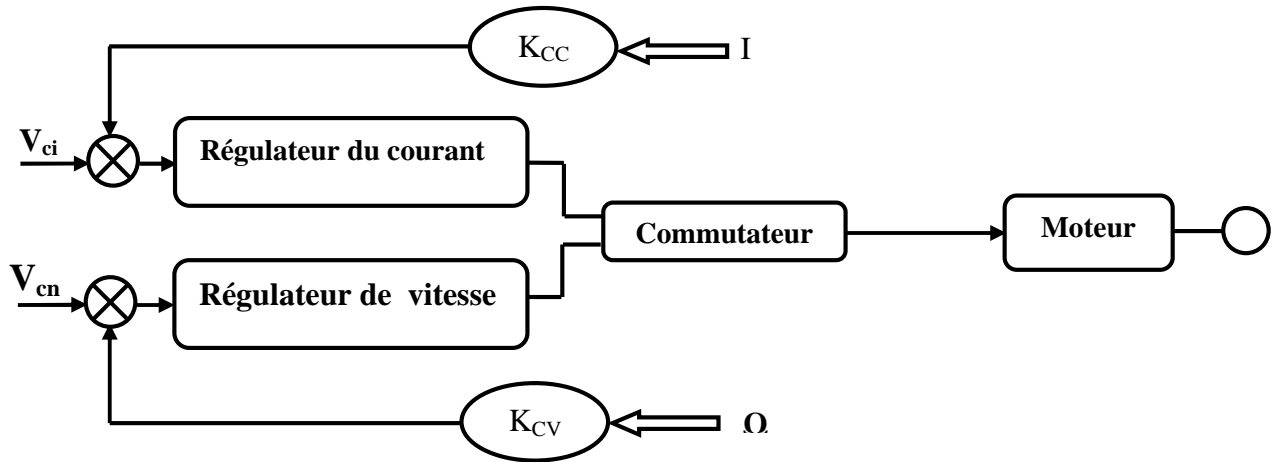 K_CC
I
V_ci
Régulateur du courant
Commutateur
Moteur
V_cn
Régulateur de vitesse
K_CV
Ω